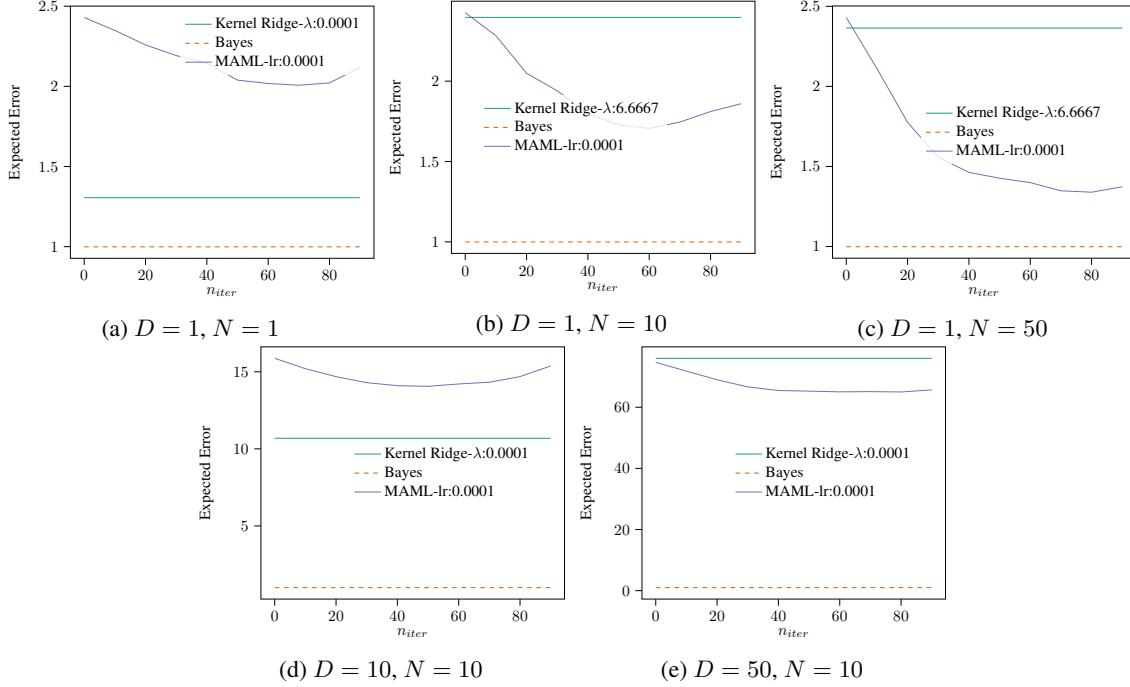 2.5
2
1.5
1
Expected Error
Kernel Ridge-λ:0.0001
Bayes
MAML-lr:0.0001
0 20 40 60 80
n_iter
(a) D = 1, N = 1
2
1.5
1
Expected Error
Kernel Ridge-λ:6.6667
Bayes
MAML-lr:0.0001
0 20 40 60 80
n_iter
(b) D = 1, N = 10
2.5
2
1.5
1
Expected Error
Kernel Ridge-λ:6.6667
Bayes
MAML-lr:0.0001
0 20 40 60 80
n_iter
(c) D = 1, N = 50
15
10
5
Expected Error
Kernel Ridge-λ:0.0001
Bayes
MAML-lr:0.0001
0 20 40 60 80
n_iter
(d) D = 10, N = 10
60
40
20
0
Expected Error
Kernel Ridge-λ:0.0001
Bayes
MAML-lr:0.0001
0 20 40 60 80
n_iter
(e) D = 50, N = 10